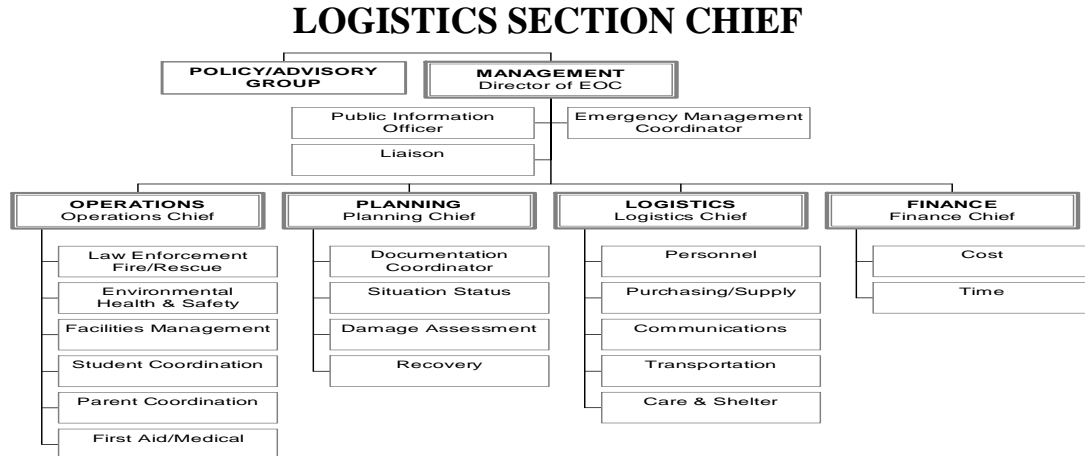 LOGISTICS SECTION CHIEF
POLICY/ADVISORY
GROUP
MANAGEMENT
Director of EOC
Public Information
Officer
Emergency Management
Coordinator
Liaison
OPERATIONS
Operations Chief
Law Enforcement
Fire/Rescue
Environmental
Health & Safety
Facilities Management
Student Coordination
Parent Coordination
First Aid/Medical
PLANNING
Planning Chief
Documentation
Coordinator
Situation Status
Damage Assessment
Recovery
LOGISTICS
Logistics Chief
Personnel
Purchasing/Supply
Communications
Transportation
Care & Shelter
FINANCE
Finance Chief
Cost
Time